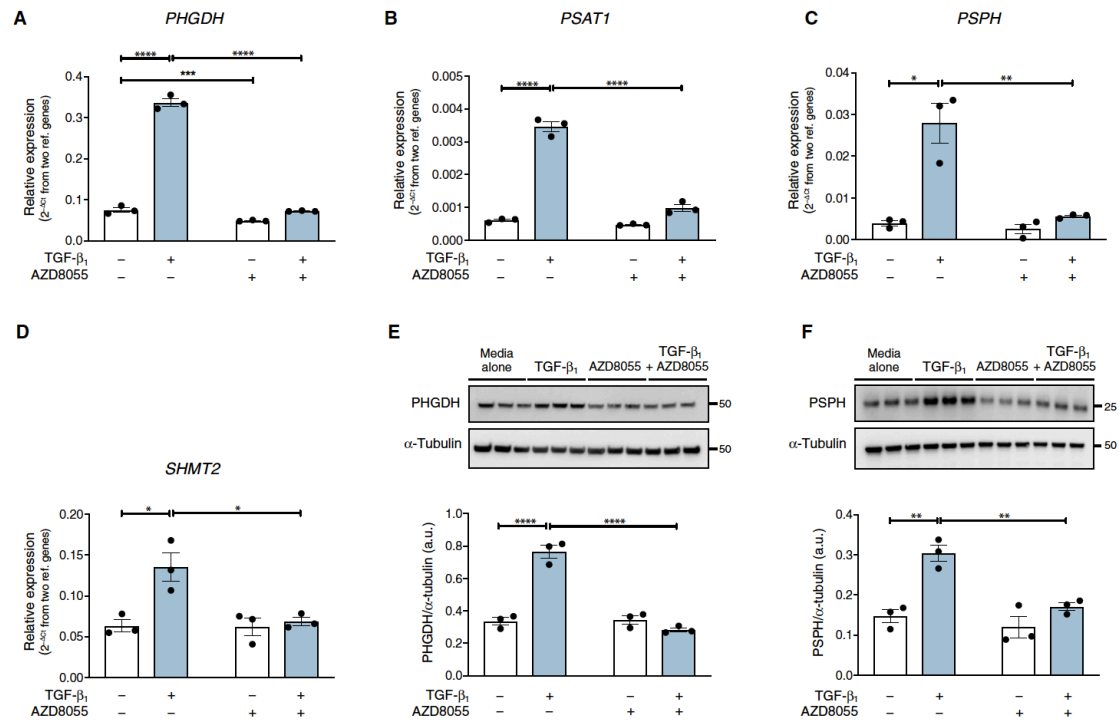 A
PHGDH
****
****
***
Relative expression
(2⁻ΔCt from two ref. genes)
0.4
0.3
0.2
0.1
0.0
TGF-β₁
– + – +
AZD8055
– – + +
B
PSAT1
****
****
Relative expression
(2⁻ΔCt from two ref. genes)
0.005
0.004
0.003
0.002
0.001
0.000
TGF-β₁
– + – +
AZD8055
– – + +
C
PSPH
*
**
Relative expression
(2⁻ΔCt from two ref. genes)
0.04
0.03
0.02
0.01
0.00
TGF-β₁
– + – +
AZD8055
– – + +
D
SHMT2
*
*
Relative expression
(2⁻ΔCt from two ref. genes)
0.20
0.15
0.10
0.05
0.00
TGF-β₁
– + – +
AZD8055
– – + +
E
Media
alone
TGF-β₁
AZD8055
TGF-β₁
+ AZD8055
PHGDH
50
α-Tubulin
50
****
****
PHGDH/α-tubulin (a.u.)
1.0
0.8
0.6
0.4
0.2
0.0
TGF-β₁
– + – +
AZD8055
– – + +
F
Media
alone
TGF-β₁
AZD8055
TGF-β₁
+ AZD8055
PSPH
25
α-Tubulin
50
**
**
PSPH/α-tubulin (a.u.)
0.4
0.3
0.2
0.1
0.0
TGF-β₁
– + – +
AZD8055
– – + +